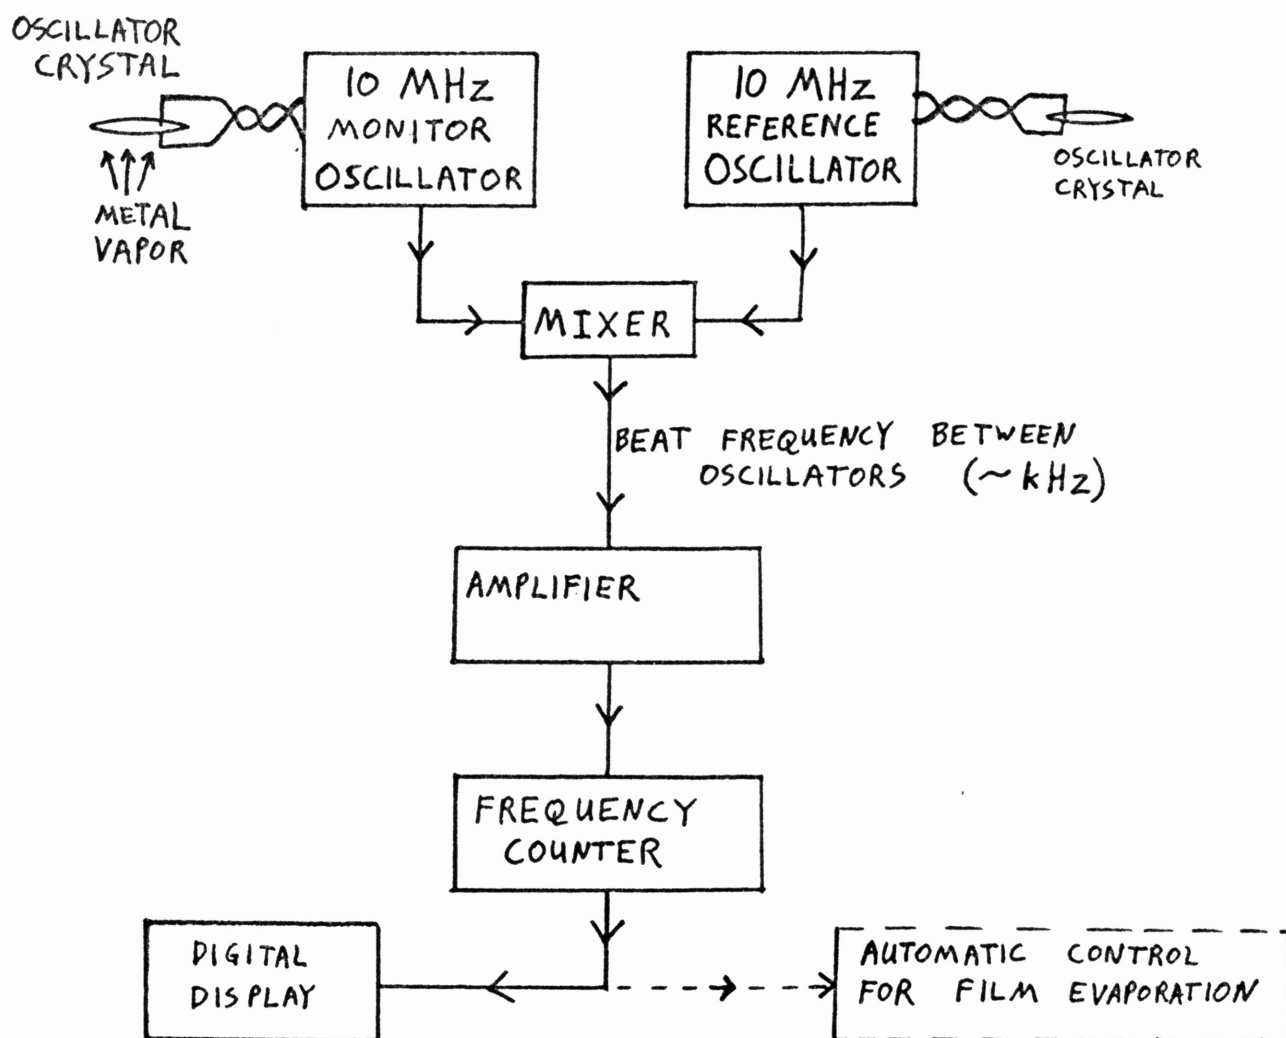 OSCILLATOR
CRYSTAL
10 MHz
MONITOR
OSCILLATOR
10 MHz
REFERENCE
OSCILLATOR
OSCILLATOR
CRYSTAL
METAL
VAPOR
MIXER
BEAT FREQUENCY BETWEEN
OSCILLATORS (~kHz)
AMPLIFIER
FREQUENCY
COUNTER
DIGITAL
DISPLAY
AUTOMATIC CONTROL
FOR FILM EVAPORATION